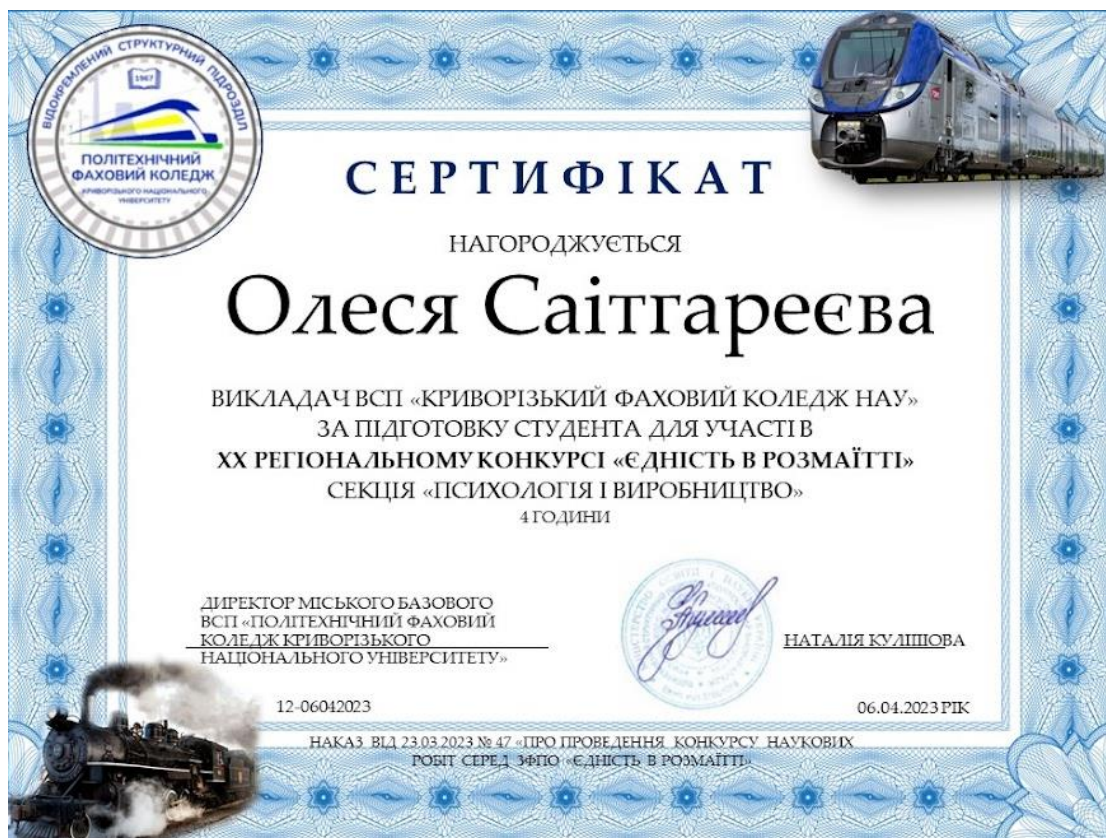 ВІДОКРЕМЛЕНИЙ СТРУКТУРНИЙ ПІДРОЗДІЛ
1967
ПОЛІТЕХНІЧНИЙ
ФАХОВИЙ КОЛЕДЖ
КРИВОРІЗЬКОГО НАЦІОНАЛЬНОГО
УНІВЕРСИТЕТУ
СЕРТИФІКАТ
НАГОРОДЖУЄТЬСЯ
Олеся Саітгареєва
ВИКЛАДАЧ ВСП «КРИВОРІЗЬКИЙ ФАХОВИЙ КОЛЕДЖ НАУ»
ЗА ПІДГОТОВКУ СТУДЕНТА ДЛЯ УЧАСТІ В
ХХ РЕГІОНАЛЬНОМУ КОНКУРСІ «ЄДНІСТЬ В РОЗМАЇТТІ»
СЕКЦІЯ «ПСИХОЛОГІЯ І ВИРОБНИЦТВО»
4 ГОДИНИ
ДИРЕКТОР МІСЬКОГО БАЗОВОГО
ВСП «ПОЛІТЕХНІЧНИЙ ФАХОВИЙ
КОЛЕДЖ КРИВОРІЗЬКОГО
НАЦІОНАЛЬНОГО УНІВЕРСИТЕТУ»
НАТАЛІЯ КУЛІШОВА
12-06042023
06.04.2023 РІК
НАКАЗ ВІД 23.03.2023 № 47 «ПРО ПРОВЕДЕННЯ КОНКУРСУ НАУКОВИХ
РОБІТ СЕРЕД ЗФПО «ЄДНІСТЬ В РОЗМАЇТТІ»